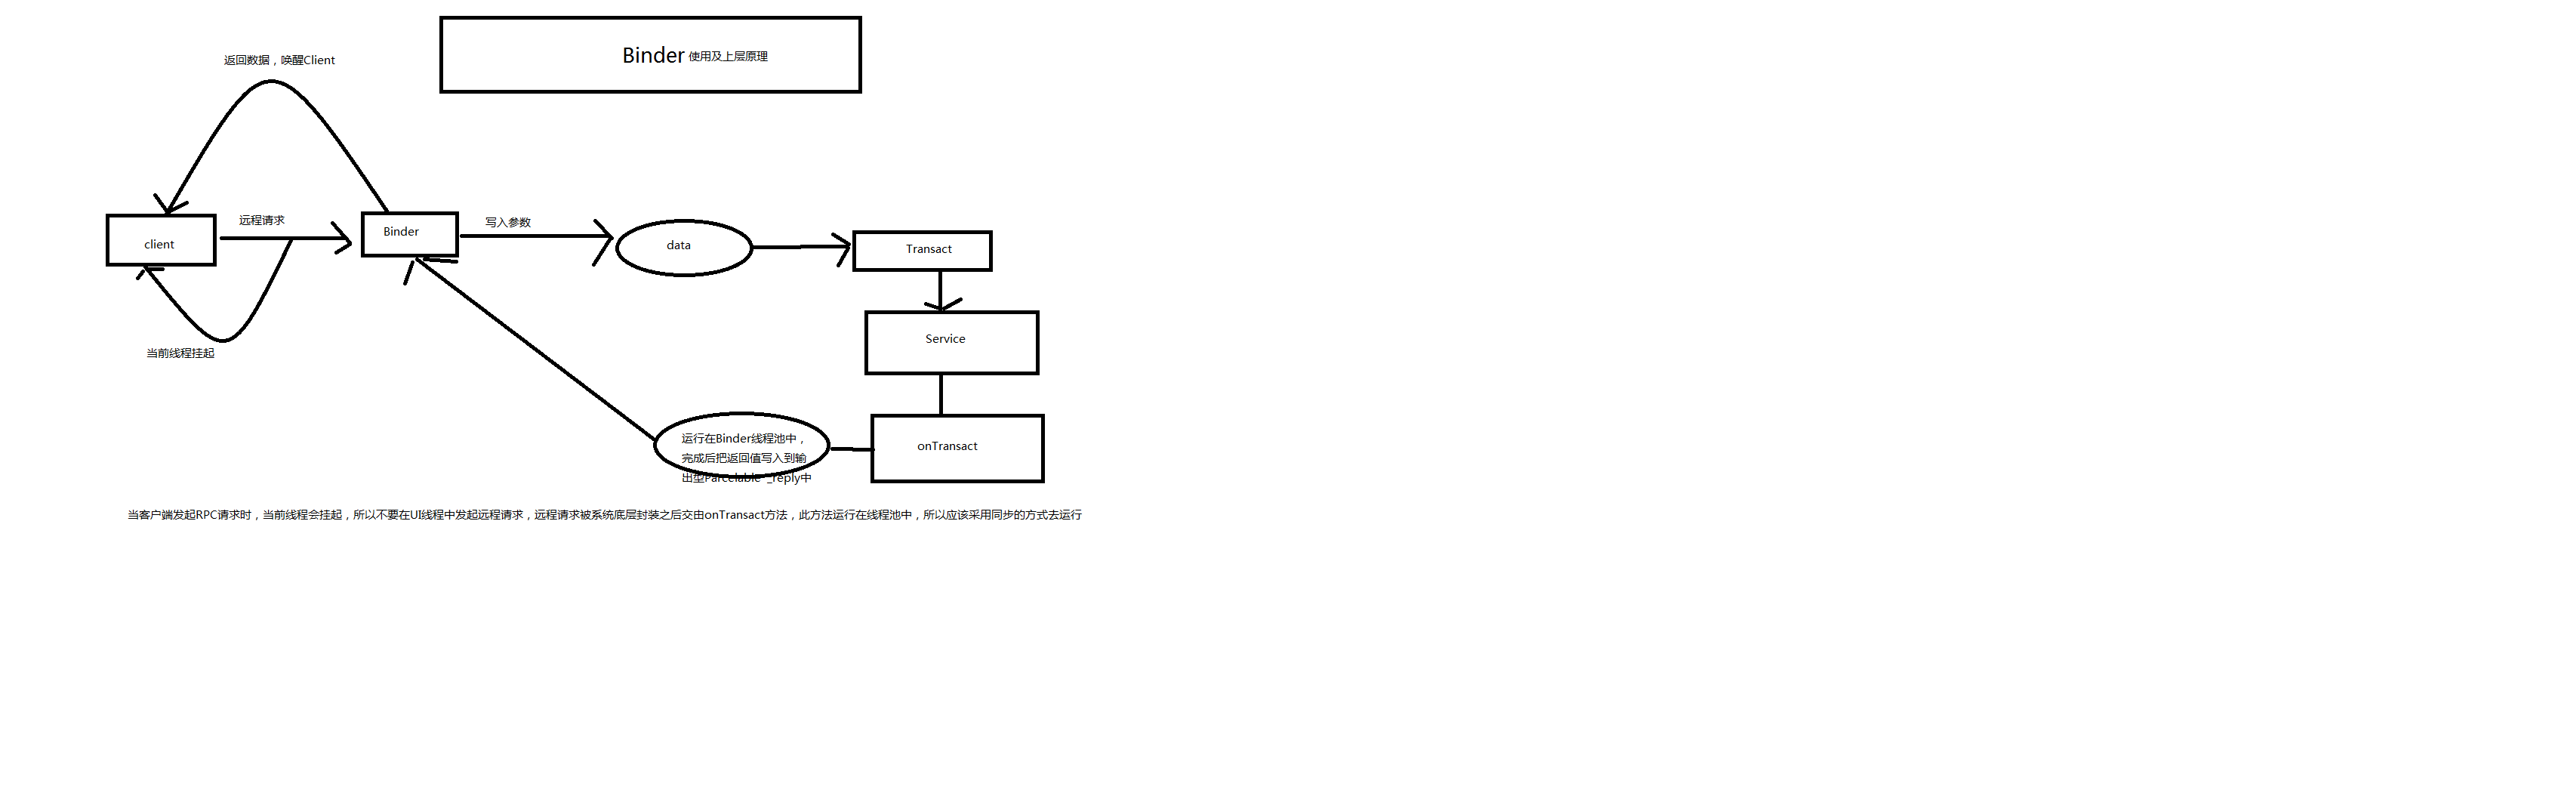 Binder 使用及上层原理
返回数据，唤醒Client
远程请求
写入参数
client
Binder
data
Transact
Service
当前线程挂起
运行在Binder线程池中，
完成后把返回值写入到输
出型Parcelable _reply中
onTransact
当客户端发起RPC请求时，当前线程会挂起，所以不要在UI线程中发起远程请求，远程请求被系统底层封装之后交由onTransact方法，此方法运行在线程池中，所以应该采用同步的方式去运行